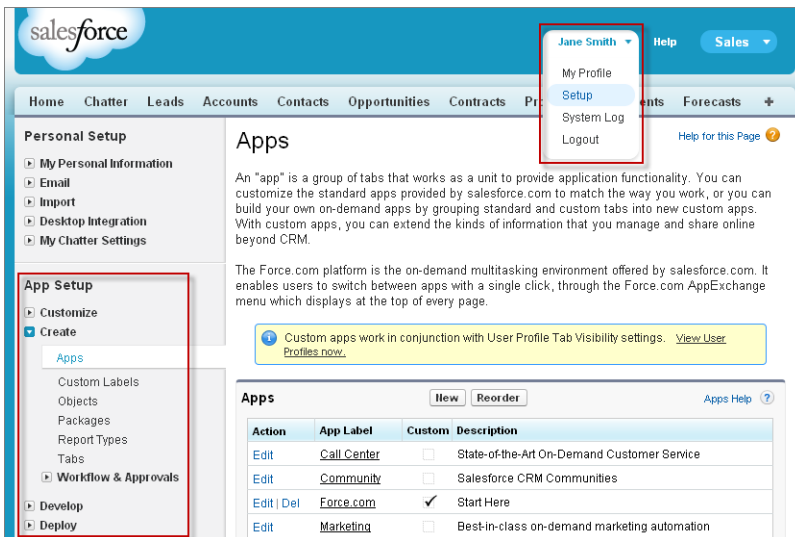 salesforce
Jane Smith Help Sales
My Profile
Setup
System Log
Logout
Home Chatter Leads Accounts Contacts Opportunities Contracts Forecasts +
Personal Setup
My Personal Information
Email
Import
Desktop Integration
My Chatter Settings
App Setup
Customize
Create
Apps
Custom Labels
Objects
Packages
Report Types
Tabs
Workflow & Approvals
Develop
Deploy
Apps
Help for this Page ?
An "app" is a group of tabs that works as a unit to provide application functionality. You can
customize the standard apps provided by salesforce.com to match the way you work, or you can
build your own on-demand apps by grouping standard and custom tabs into new custom apps.
With custom apps, you can extend the kinds of information that you manage and share online
beyond CRM.
The Force.com platform is the on-demand multitasking environment offered by salesforce.com. It
enables users to switch between apps with a single click, through the Force.com AppExchange
menu which displays at the top of every page.
Custom apps work in conjunction with User Profile Tab Visibility settings. View User
Profiles now.
Apps New Reorder Apps Help ?
Action App Label Custom Description
Edit Call Center State-of-the-Art On-Demand Customer Service
Edit Community Salesforce CRM Communities
Edit | Del Force.com Start Here
Edit Marketing Best-in-class on-demand marketing automation